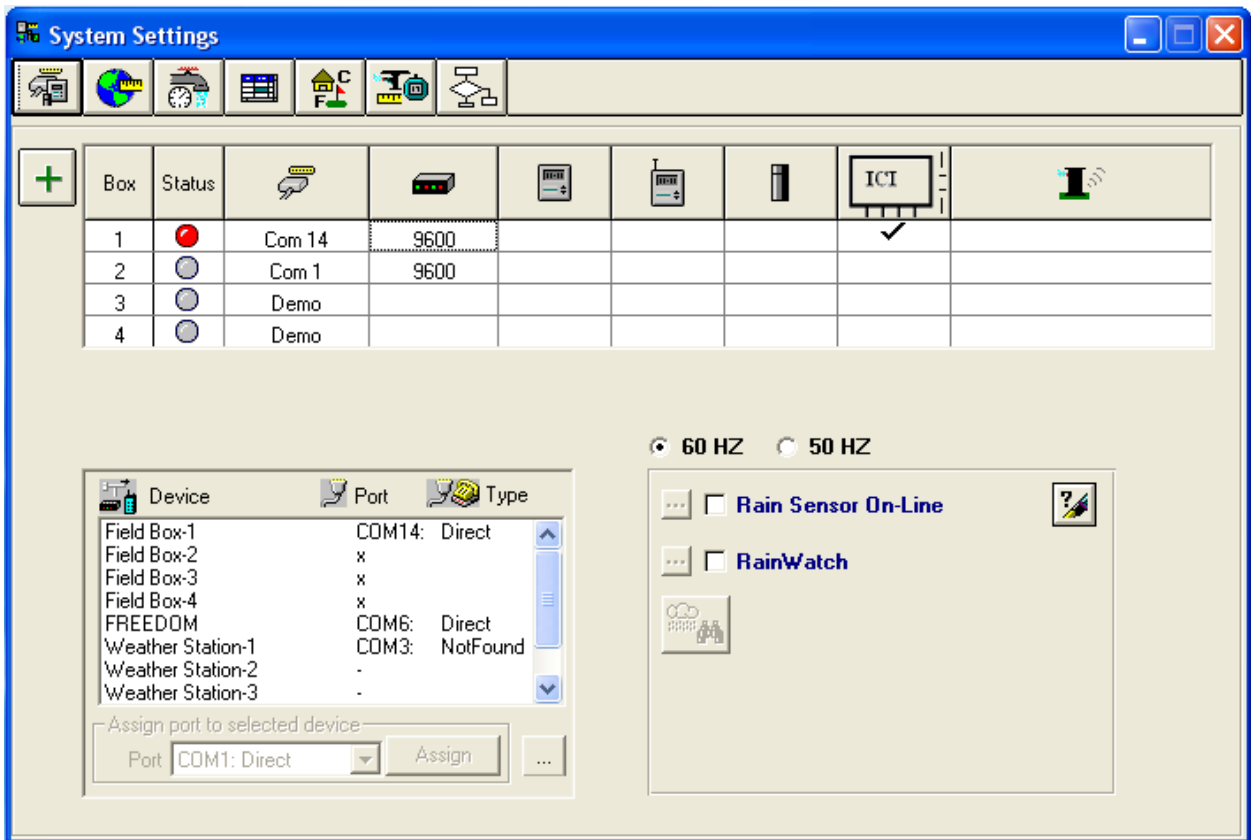 System Settings
C
F
Box Status ICI
1 Com 14 9600
2 Com 1 9600
3 Demo
4 Demo
60 HZ 50 HZ
Device Port Type
Field Box-1 COM14: Direct
Field Box-2 x
Field Box-3 x
Field Box-4 x
FREEDOM COM6: Direct
Weather Station-1 COM3: NotFound
Weather Station-2 -
Weather Station-3 -
Assign port to selected device
Port COM1: Direct Assign ...
... Rain Sensor On-Line ?
... RainWatch